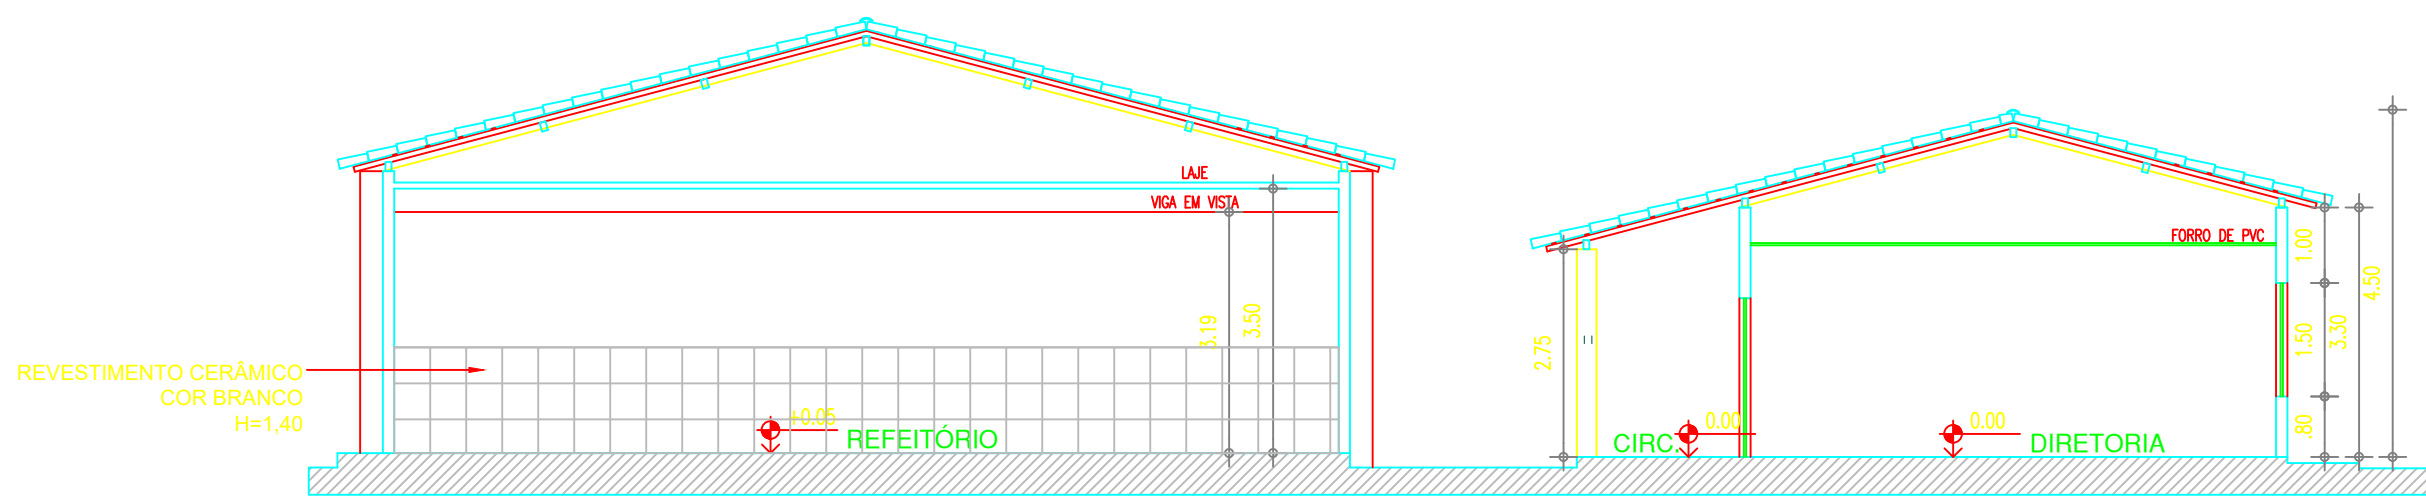 LAJE
VIGA EM VISTA
3.19
3.50
REVESTIMENTO CERÂMICO
COR BRANCO
H=1,40
+0.05
REFEITÓRIO
2.75
FORRO DE PVC
CIRC.
0.00
0.00
DIRETORIA
1.00
1.50
.80
3.30
4.50